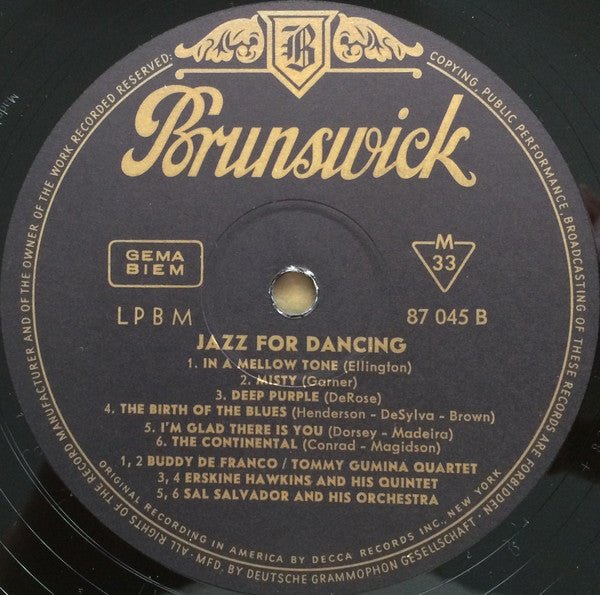 B
Brunswick
GEMA
BIEM
M
33
LPBM
87 045 B
JAZZ FOR DANCING
1. IN A MELLOW TONE (Ellington)
2. MISTY (Garner)
3. DEEP PURPLE (DeRose)
4. THE BIRTH OF THE BLUES (Henderson - DeSylva - Brown)
5. I'M GLAD THERE IS YOU (Dorsey - Madeira)
6. THE CONTINENTAL (Conrad - Magidson)
1, 2 BUDDY DE FRANCO / TOMMY GUMINA QUARTET
3, 4 ERSKINE HAWKINS AND HIS QUINTET
5, 6 SAL SALVADOR AND HIS ORCHESTRA
ORIGINAL RECORDING IN AMERICA BY DECCA RECORDS INC., NEW YORK
· ALL RIGHTS OF THE RECORD MANUFACTURER AND OF THE OWNER OF THE WORK RECORDED RESERVED. COPYING, PUBLIC PERFORMANCE, BROADCASTING OF THESE RECORDS ARE FORBIDDEN ·
MFD. BY DEUTSCHE GRAMMOPHON GESELLSCHAFT ·